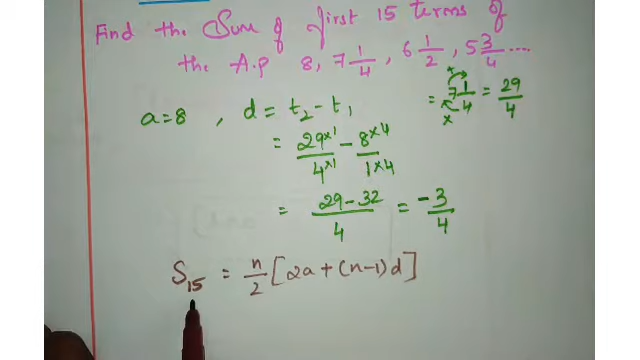 Find the Sum of first 15 terms of
the A.P 8, 7 1/4, 6 1/2, 5 3/4 ....
a = 8, d = t₂ - t₁ = 7 1/4 = 29/4
= 29×1/4×1 - 8×4/1×4
= 29-32/4 = -3/4
S₁₅ = n/2 [2a + (n-1)d]